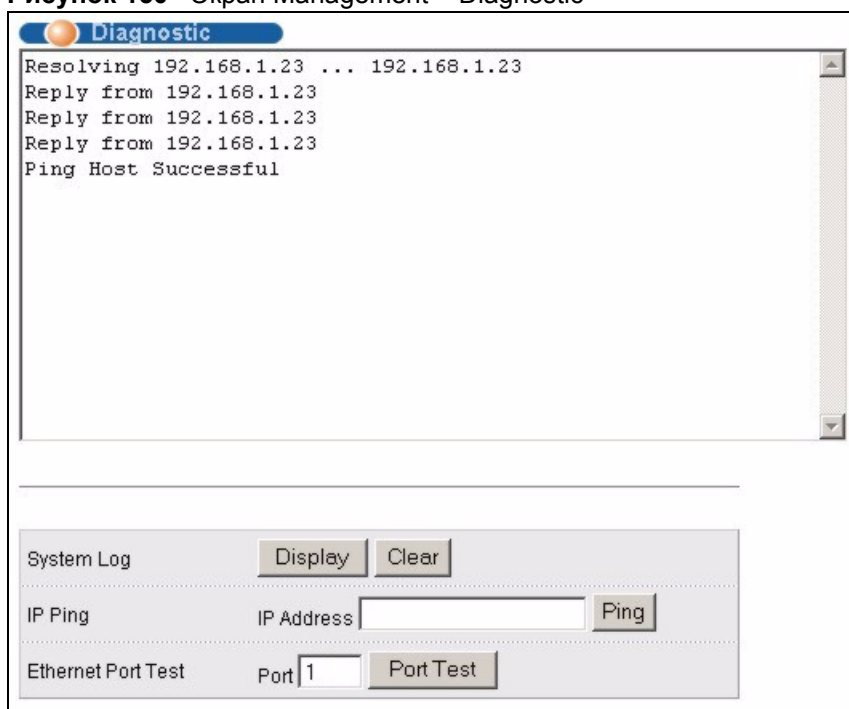 Экран Management – Diagnostic
Diagnostic
Resolving 192.168.1.23 ... 192.168.1.23
Reply from 192.168.1.23
Reply from 192.168.1.23
Reply from 192.168.1.23
Ping Host Successful
System Log Display Clear
IP Ping IP Address Ping
Ethernet Port Test Port 1 Port Test